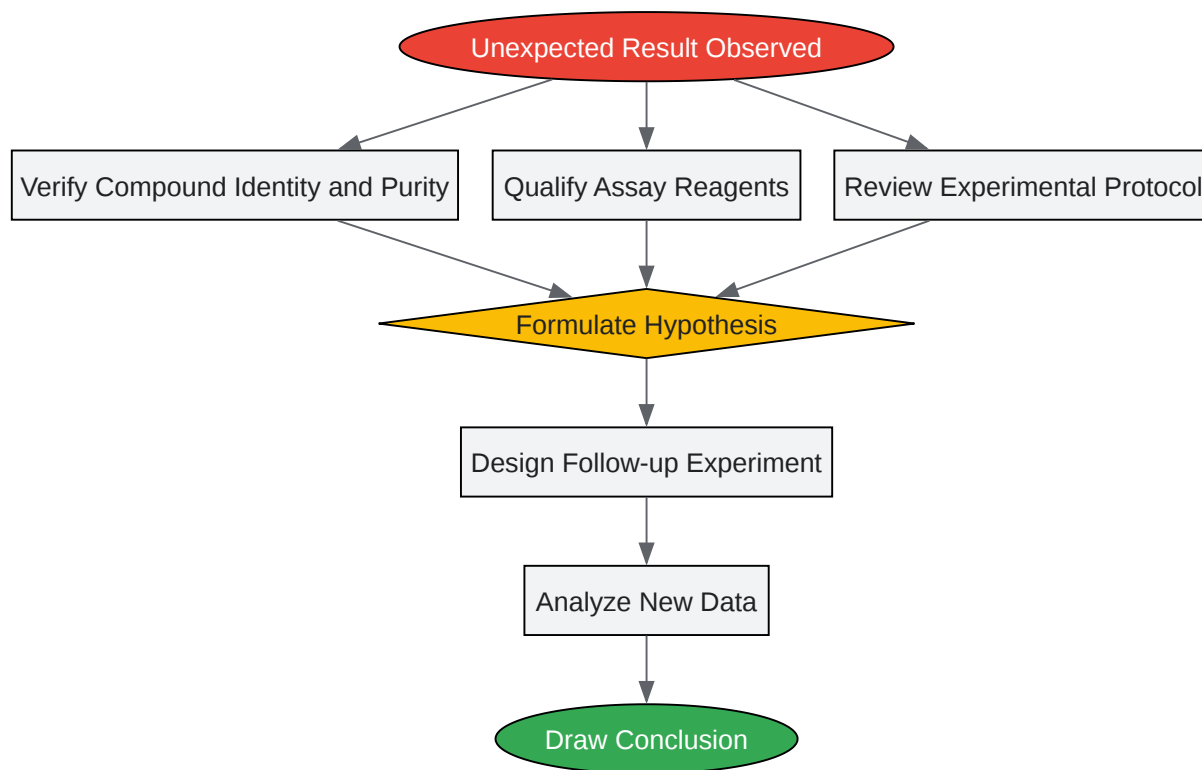 Unexpected Result Observed
Verify Compound Identity and Purity
Qualify Assay Reagents
Review Experimental Protocol
Formulate Hypothesis
Design Follow-up Experiment
Analyze New Data
Draw Conclusion